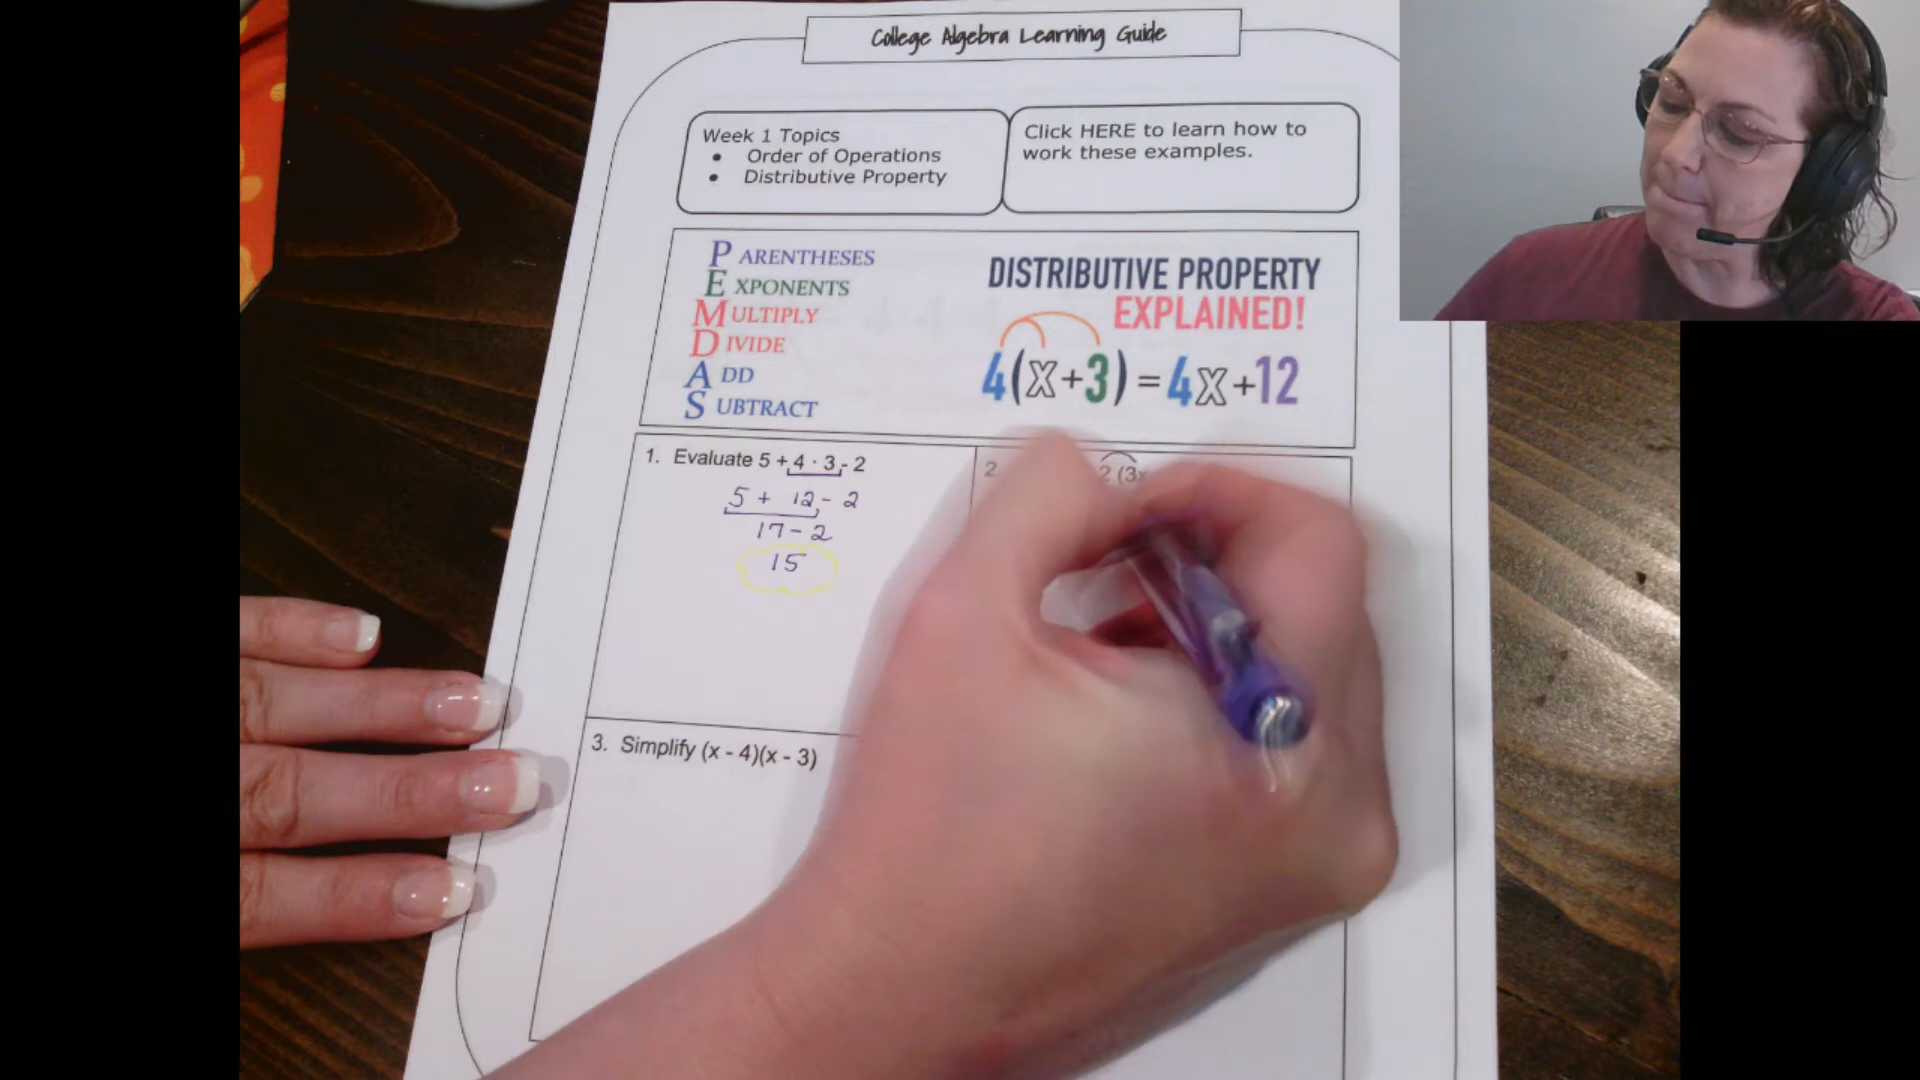 College Algebra Learning Guide
Week 1 Topics
• Order of Operations
• Distributive Property
Click HERE to learn how to
work these examples.
PARENTHESES
EXPONENTS
MULTIPLY
DIVIDE
ADD
SUBTRACT
DISTRIBUTIVE PROPERTY
EXPLAINED!
4(x+3)=4x+12
1. Evaluate 5 + 4 · 3 - 2
5 + 12 - 2
17 - 2
15
2
2 (3x
3. Simplify (x - 4)(x - 3)